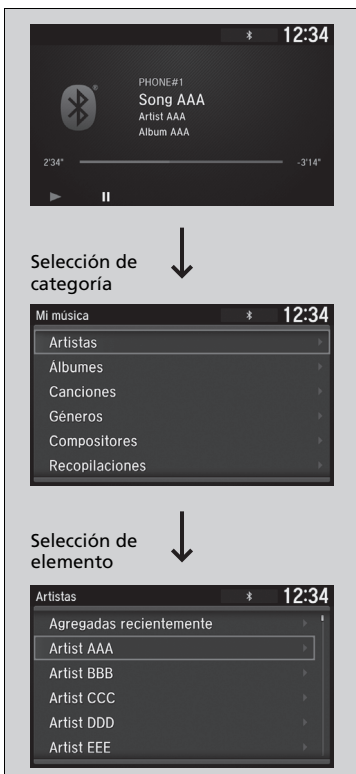 12:34
PHONE#1
Song AAA
Artist AAA
Album AAA
2'34" -3'14"
Selección de
categoría
Mi música 12:34
Artistas
Álbumes
Canciones
Géneros
Compositores
Recopilaciones
Selección de
elemento
Artistas 12:34
Agregadas recientemente
Artist AAA
Artist BBB
Artist CCC
Artist DDD
Artist EEE